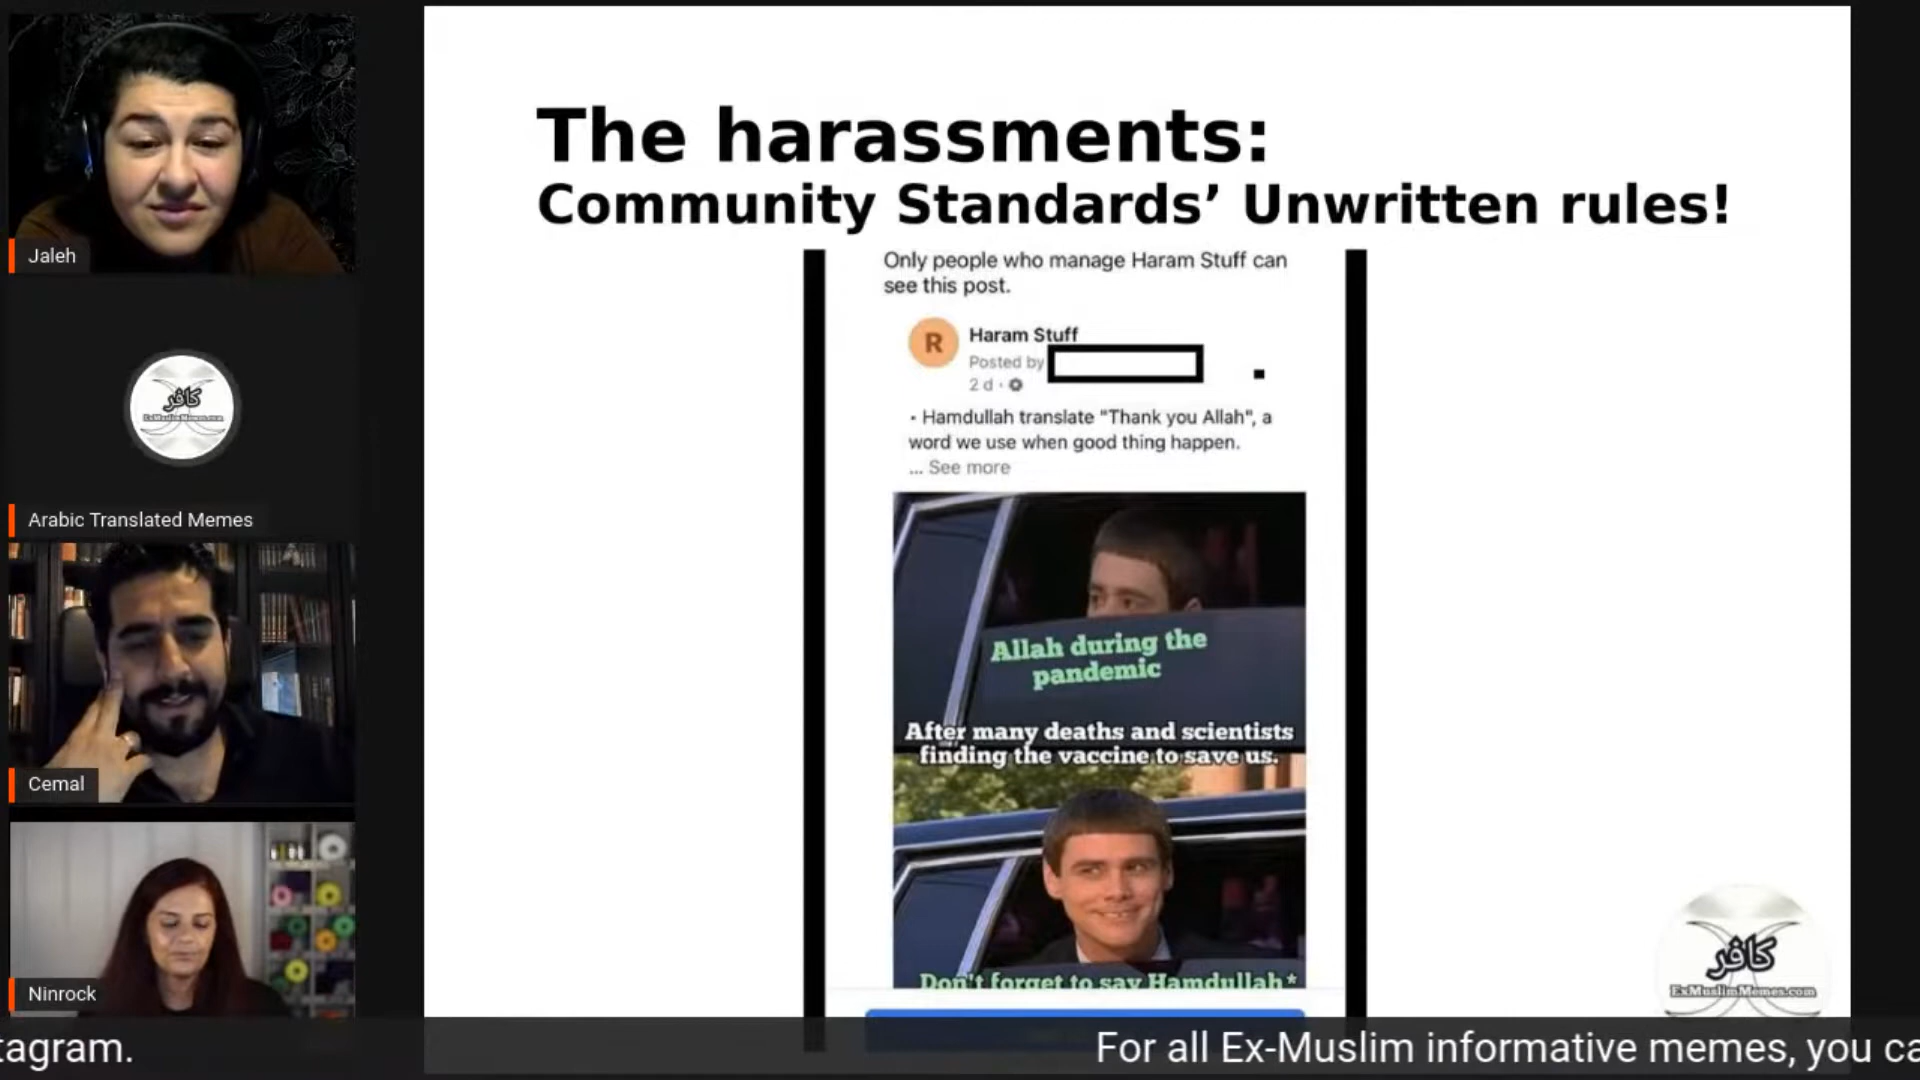 The harassments:
Community Standards’ Unwritten rules!
Only people who manage Haram Stuff can
see this post.
R
Haram Stuff
Posted by
2 d ·
• Hamdullah translate "Thank you Allah", a
word we use when good thing happen.
... See more
Allah during the
pandemic
After many deaths and scientists
finding the vaccine to save us.
Don't forget to say Hamdullah*
Jaleh
كافر
ExMuslimMemes.com
Arabic Translated Memes
Cemal
Ninrock
كافر
ExMuslimMemes.com
tagram.
For all Ex-Muslim informative memes, you ca